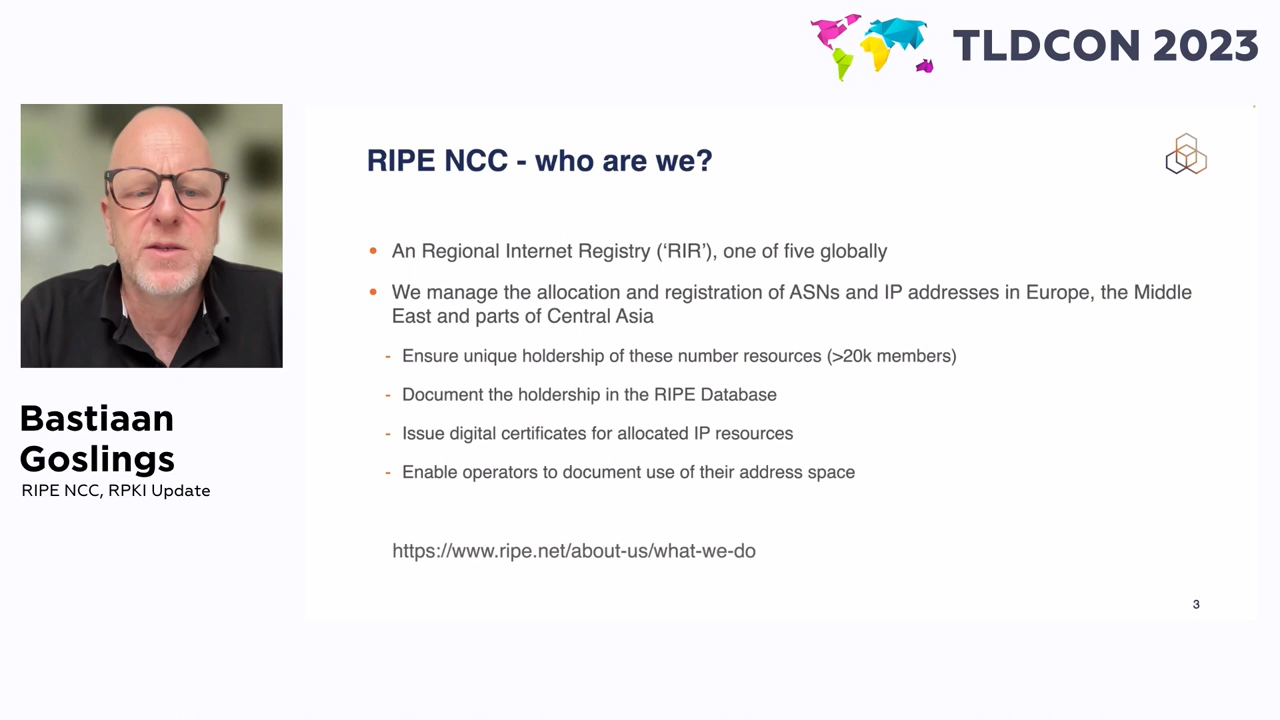 TLDCON 2023
RIPE NCC - who are we?
• An Regional Internet Registry (‘RIR’), one of five globally
• We manage the allocation and registration of ASNs and IP addresses in Europe, the Middle
East and parts of Central Asia
- Ensure unique holdership of these number resources (>20k members)
- Document the holdership in the RIPE Database
- Issue digital certificates for allocated IP resources
- Enable operators to document use of their address space
https://www.ripe.net/about-us/what-we-do
3
Bastiaan
Goslings
RIPE NCC, RPKI Update